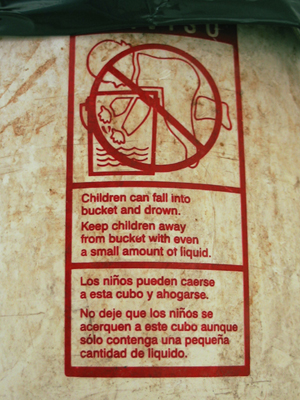 Children can fall into
bucket and drown.
Keep children away
from bucket with even
a small amount of liquid.
Los niños pueden caerse
a esta cubo y ahogarse.
No deje que los niños se
acerquen a este cubo aunque
sólo contenga una pequeña
cantidad de liquido.